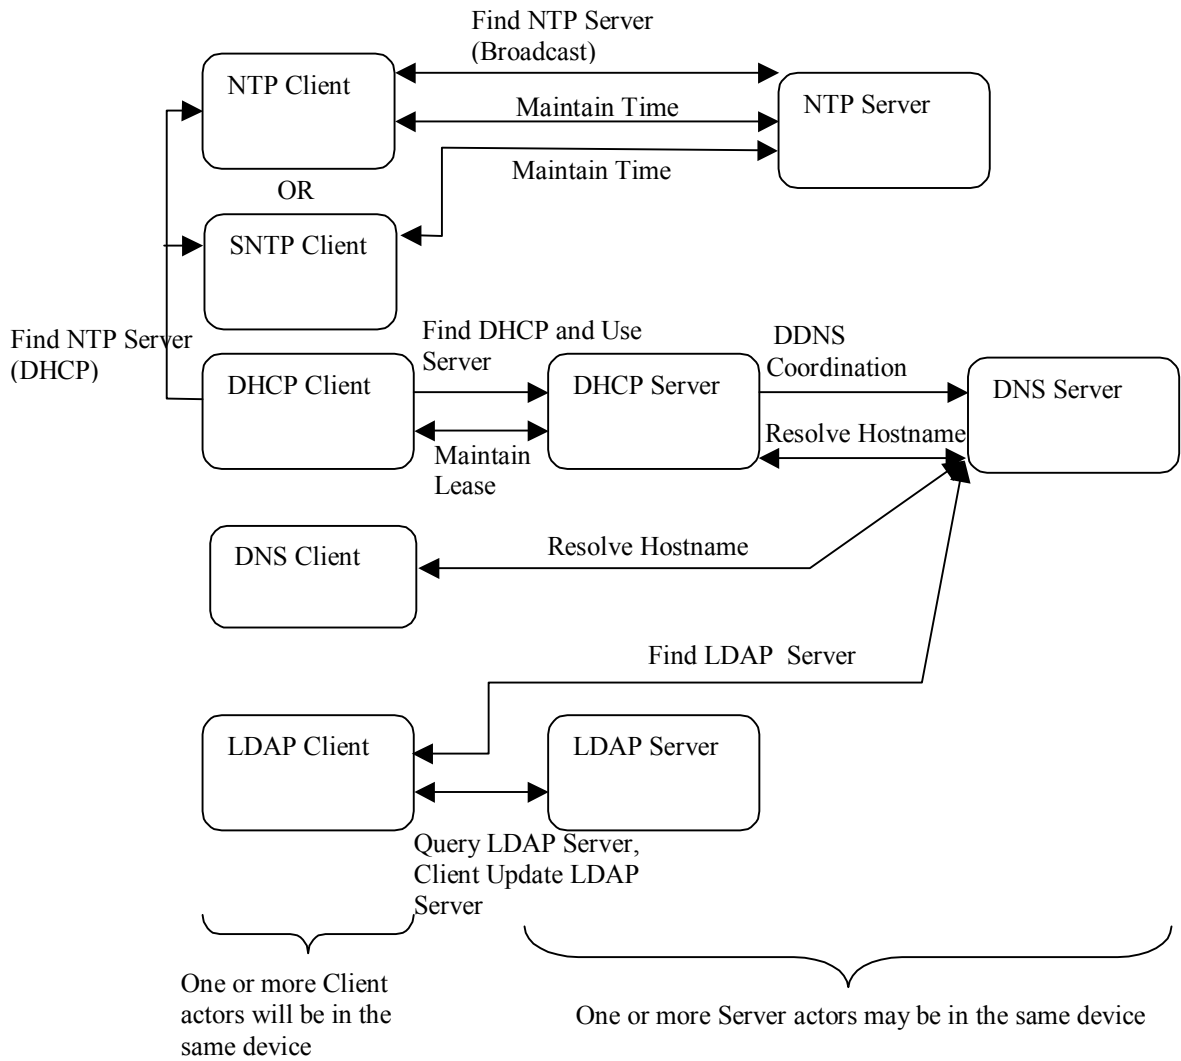 Find NTP Server
(Broadcast)
NTP Client
NTP Server
Maintain Time
Maintain Time
OR
SNTP Client
Find NTP Server
(DHCP)
Find DHCP and Use
Server
DDNS
Coordination
DHCP Client
DHCP Server
DNS Server
Resolve Hostname
Maintain
Lease
DNS Client
Resolve Hostname
Find LDAP Server
LDAP Client
LDAP Server
Query LDAP Server,
Client Update LDAP
Server
One or more Client
actors will be in the
same device
One or more Server actors may be in the same device